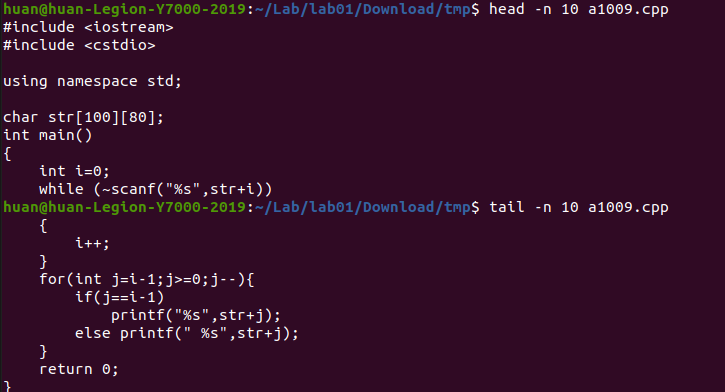 huan@huan-Legion-Y7000-2019:~/Lab/lab01/Download/tmp$ head -n 10 a1009.cpp
#include <iostream>
#include <cstdio>

using namespace std;

char str[100][80];
int main()
{
    int i=0;
    while (~scanf("%s",str+i))
huan@huan-Legion-Y7000-2019:~/Lab/lab01/Download/tmp$ tail -n 10 a1009.cpp
    {
        i++;
    }
    for(int j=i-1;j>=0;j--){
        if(j==i-1)
            printf("%s",str+j);
        else printf(" %s",str+j);
    }
    return 0;
}